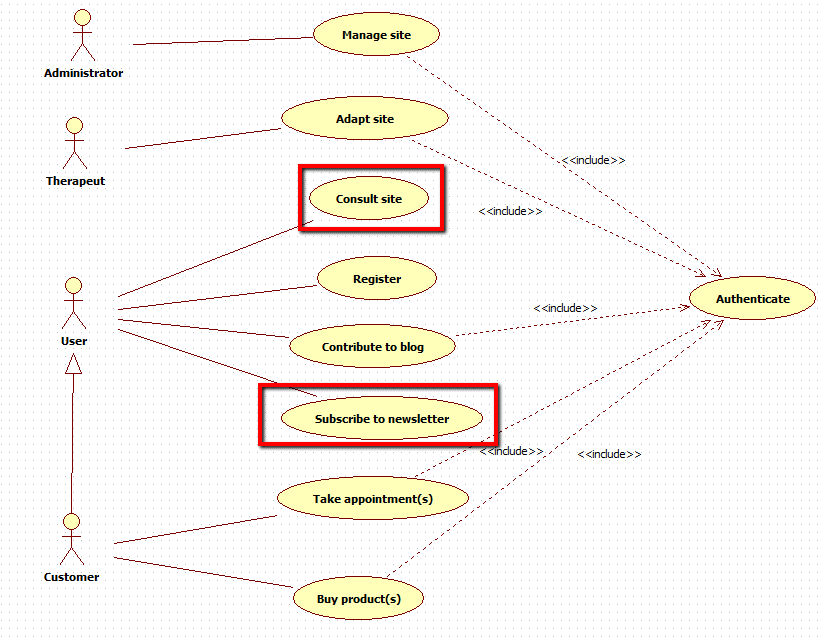 Manage site
Administrator
Adapt site
<<include>>
Therapeut
Consult site
<<include>>
Register
Authenticate
<<include>>
User
Contribute to blog
Subscribe to newsletter
<<include>>
<<include>>
Take appointment(s)
Customer
Buy product(s)